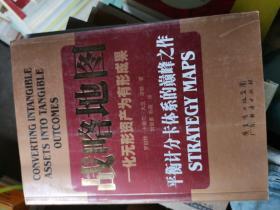 CONVERTING INTANGIBLE
ASSETS INTO TANGIBLE
OUTCOMES
战略地图
—化无形资产为有形成果
平衡计分卡体系的巅峰之作
STRATEGY MAPS